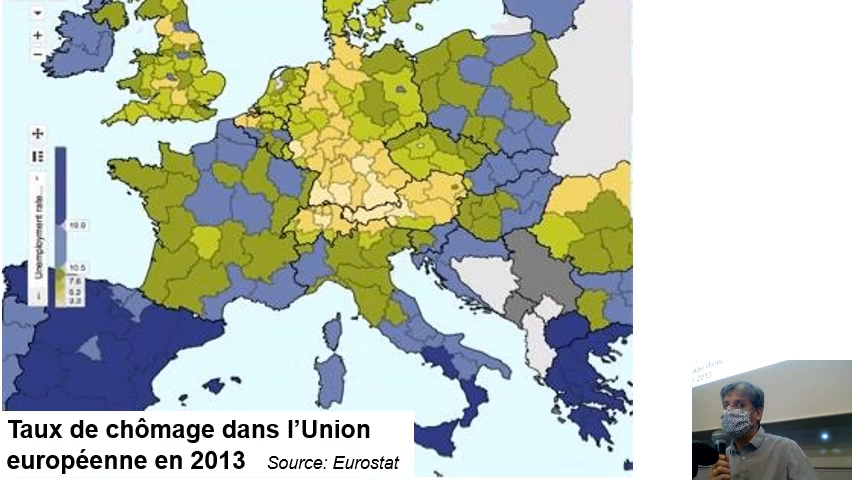 +
−
Unemployment rate...
19.0
10.5
7.6
5.2
3.3
Taux de chômage dans l'Union
européenne en 2013 Source: Eurostat